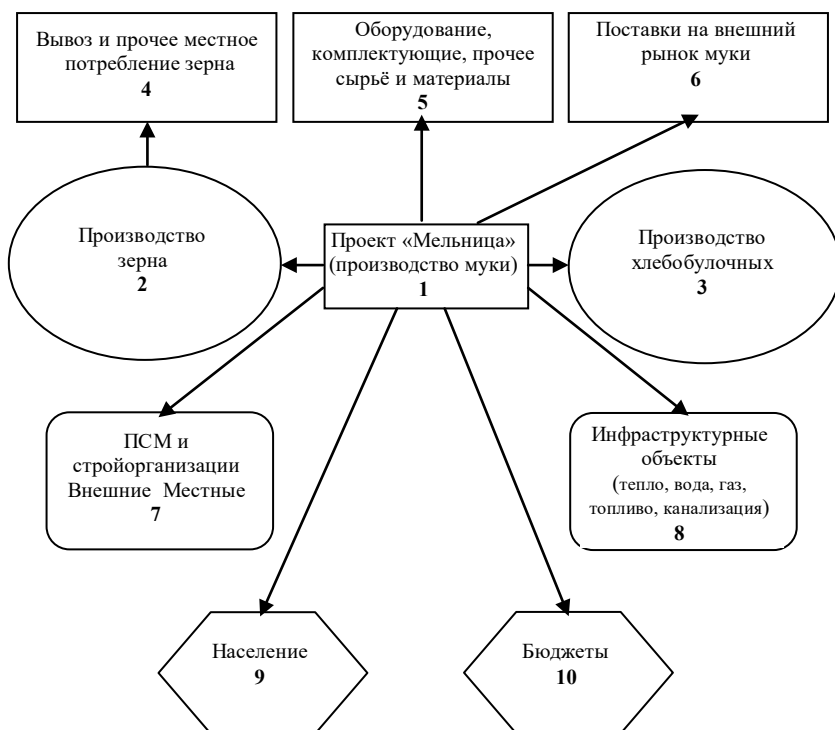 Вывоз и прочее местное
потребление зерна
4
Оборудование,
комплектующие, прочее
сырьё и материалы
5
Поставки на внешний
рынок муки
6
Производство
зерна
2
Проект «Мельница»
(производство муки)
1
Производство
хлебобулочных
3
ПСМ и
стройорганизации
Внешние Местные
7
Инфраструктурные
объекты
(тепло, вода, газ,
топливо, канализация)
8
Население
9
Бюджеты
10